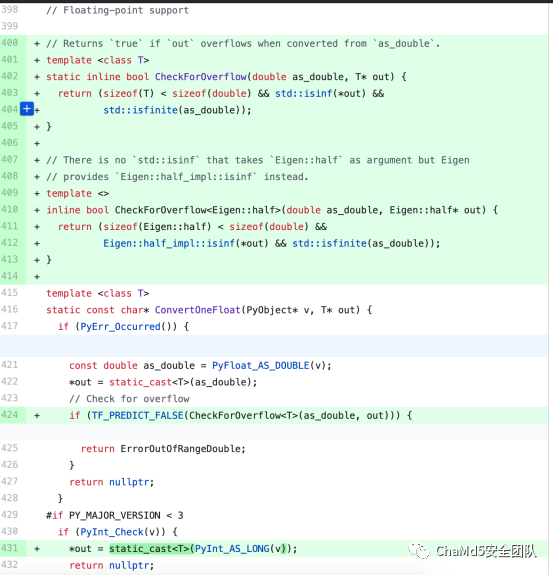 398 // Floating-point support
399
400 + // Returns `true` if `out` overflows when converted from `as_double`.
401 + template <class T>
402 + static inline bool CheckForOverflow(double as_double, T* out) {
403 + return (sizeof(T) < sizeof(double) && std::isinf(*out) &&
404 + + std::isfinite(as_double));
405 + }
406 +
407 + // There is no `std::isinf` that takes `Eigen::half` as argument but Eigen
408 + // provides `Eigen::half_impl::isinf` instead.
409 + template <>
410 + inline bool CheckForOverflow<Eigen::half>(double as_double, Eigen::half* out) {
411 + return (sizeof(Eigen::half) < sizeof(double) &&
412 + Eigen::half_impl::isinf(*out) && std::isfinite(as_double));
413 + }
414 +
415 template <class T>
416 static const char* ConvertOneFloat(PyObject* v, T* out) {
417 if (PyErr_Occurred()) {
421 const double as_double = PyFloat_AS_DOUBLE(v);
422 *out = static_cast<T>(as_double);
423 // Check for overflow
424 + if (TF_PREDICT_FALSE(CheckForOverflow<T>(as_double, out))) {
425 return ErrorOutOfRangeDouble;
426 }
427 return nullptr;
428 }
429 #if PY_MAJOR_VERSION < 3
430 if (PyInt_Check(v)) {
431 + *out = static_cast<T>(PyInt_AS_LONG(v));
432 return nullptr;
ChaMd5安全团队